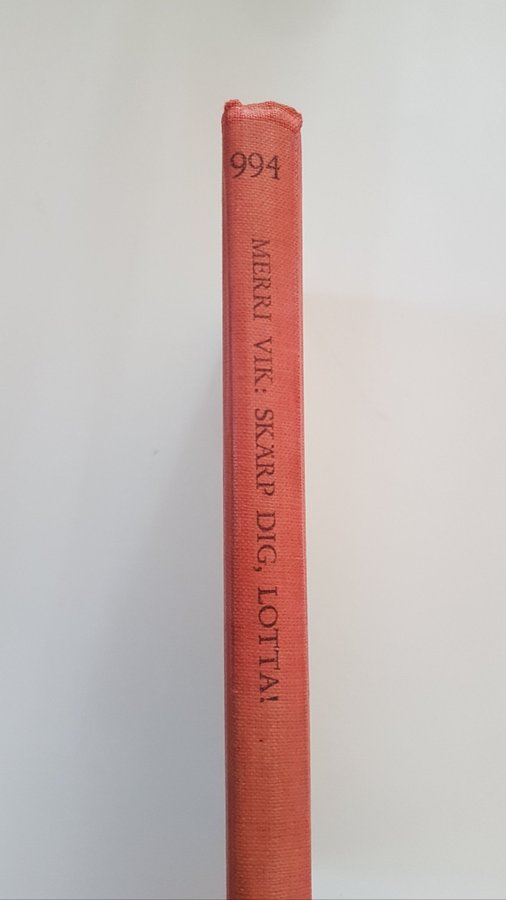 994
MERRI VIK: SKÄRP DIG, LOTTA!